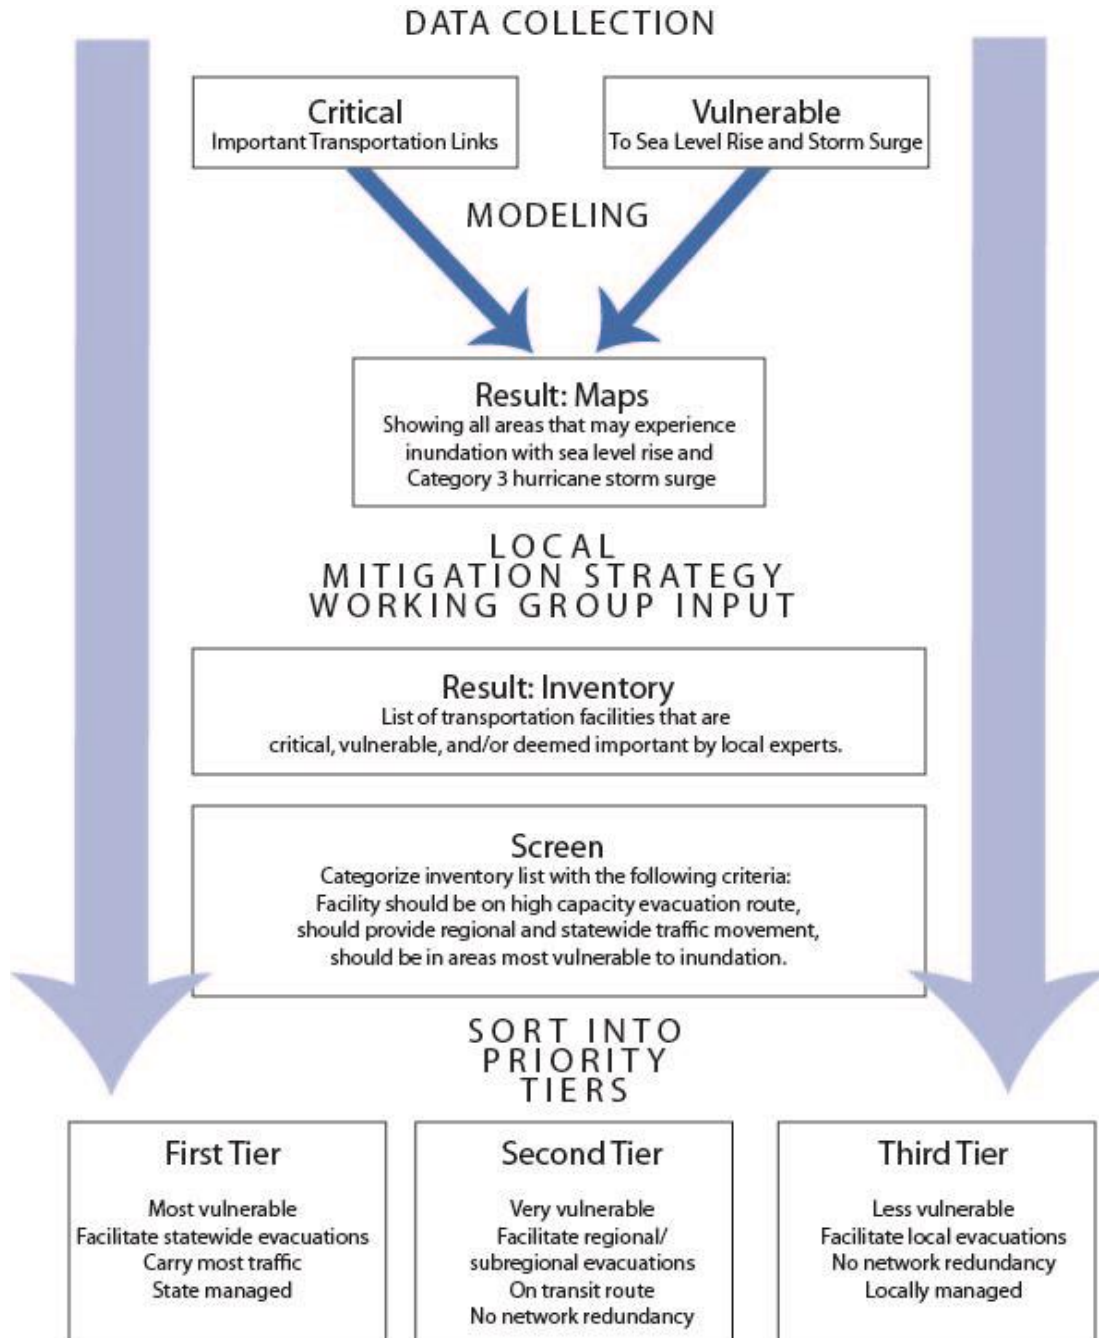 DATA COLLECTION
Critical
Important Transportation Links
Vulnerable
To Sea Level Rise and Storm Surge
MODELING
Result: Maps
Showing all areas that may experience
inundation with sea level rise and
Category 3 hurricane storm surge
LOCAL
MITIGATION STRATEGY
WORKING GROUP INPUT
Result: Inventory
List of transportation facilities that are
critical, vulnerable, and/or deemed important by local experts.
Screen
Categorize inventory list with the following criteria:
Facility should be on high capacity evacuation route,
should provide regional and statewide traffic movement,
should be in areas most vulnerable to inundation.
SORT INTO
PRIORITY
TIERS
First Tier
Most vulnerable
Facilitate statewide evacuations
Carry most traffic
State managed
Second Tier
Very vulnerable
Facilitate regional/
subregional evacuations
On transit route
No network redundancy
Third Tier
Less vulnerable
Facilitate local evacuations
No network redundancy
Locally managed